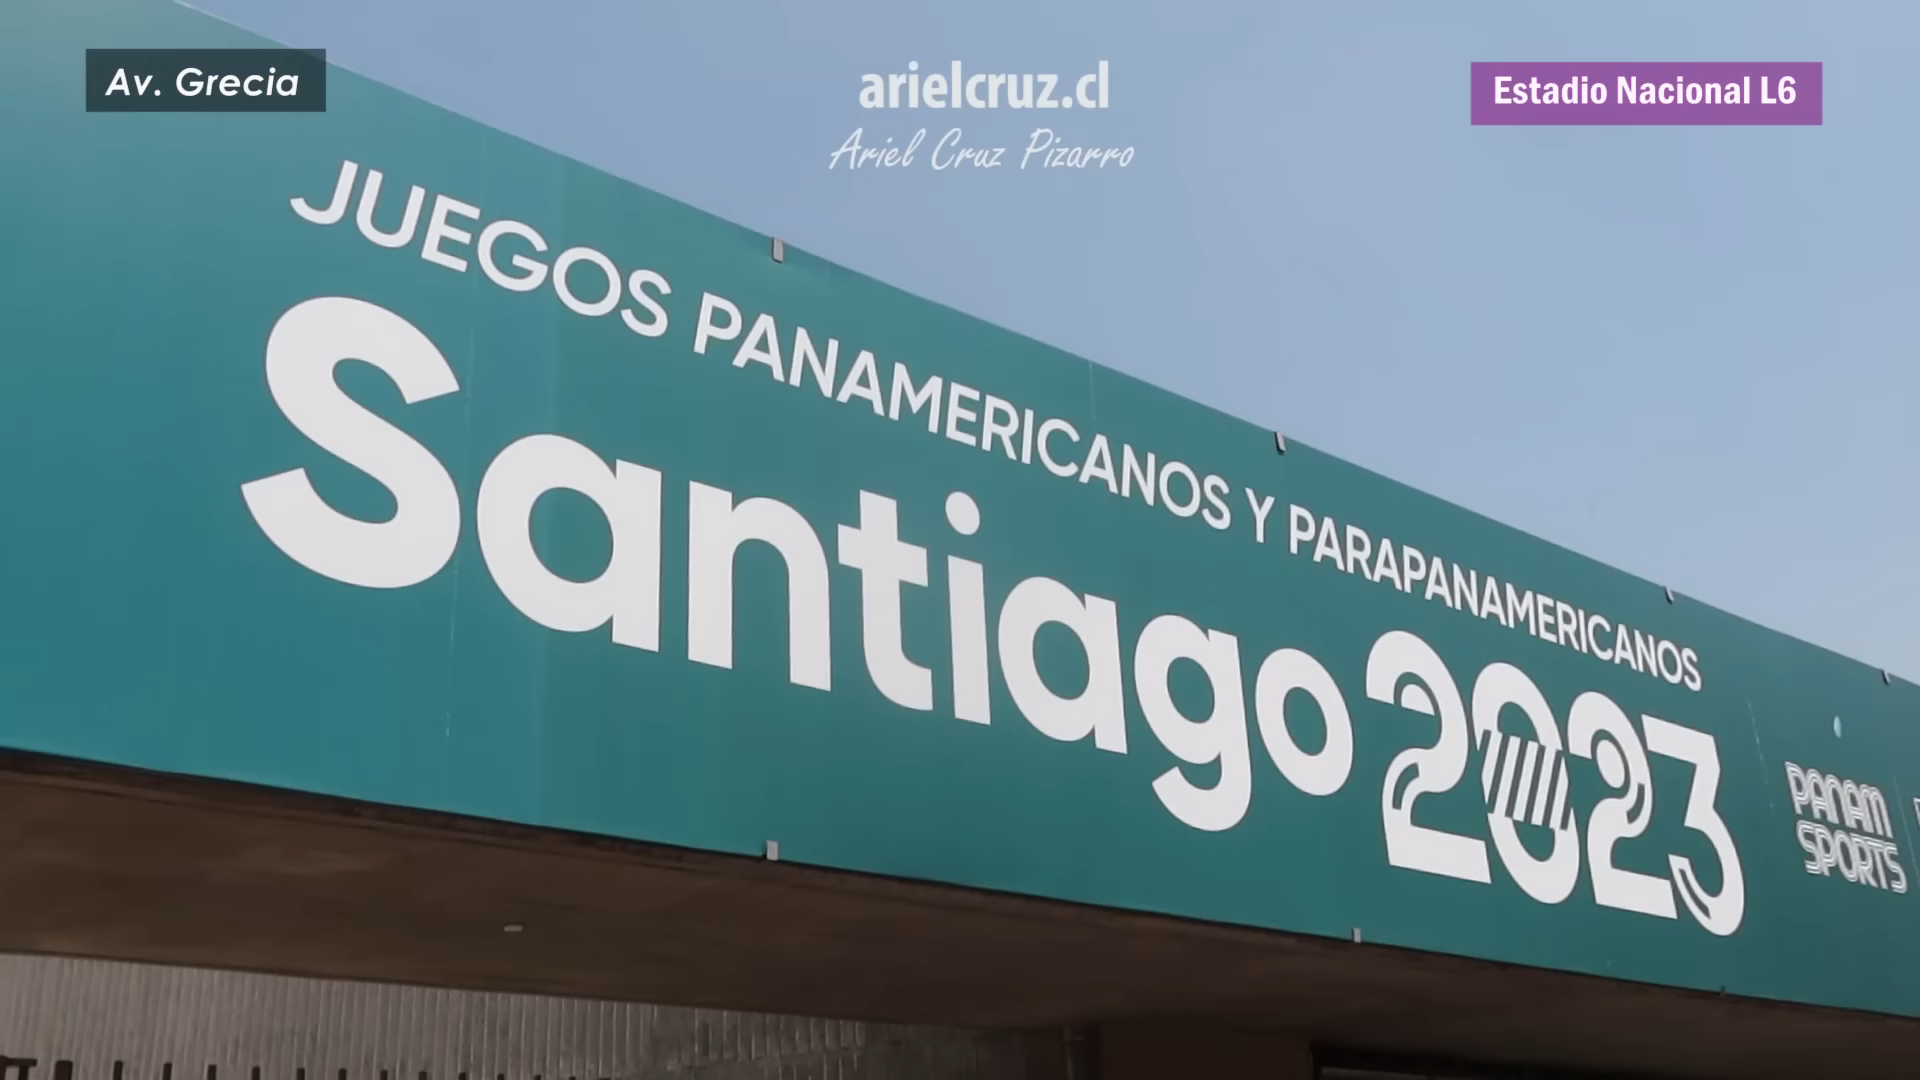 Av. Grecia
arielcruz.cl
Ariel Cruz Pizarro
Estadio Nacional L6
JUEGOS PANAMERICANOS Y PARAPANAMERICANOS
Santiago 2023
PANAM
SPORTS